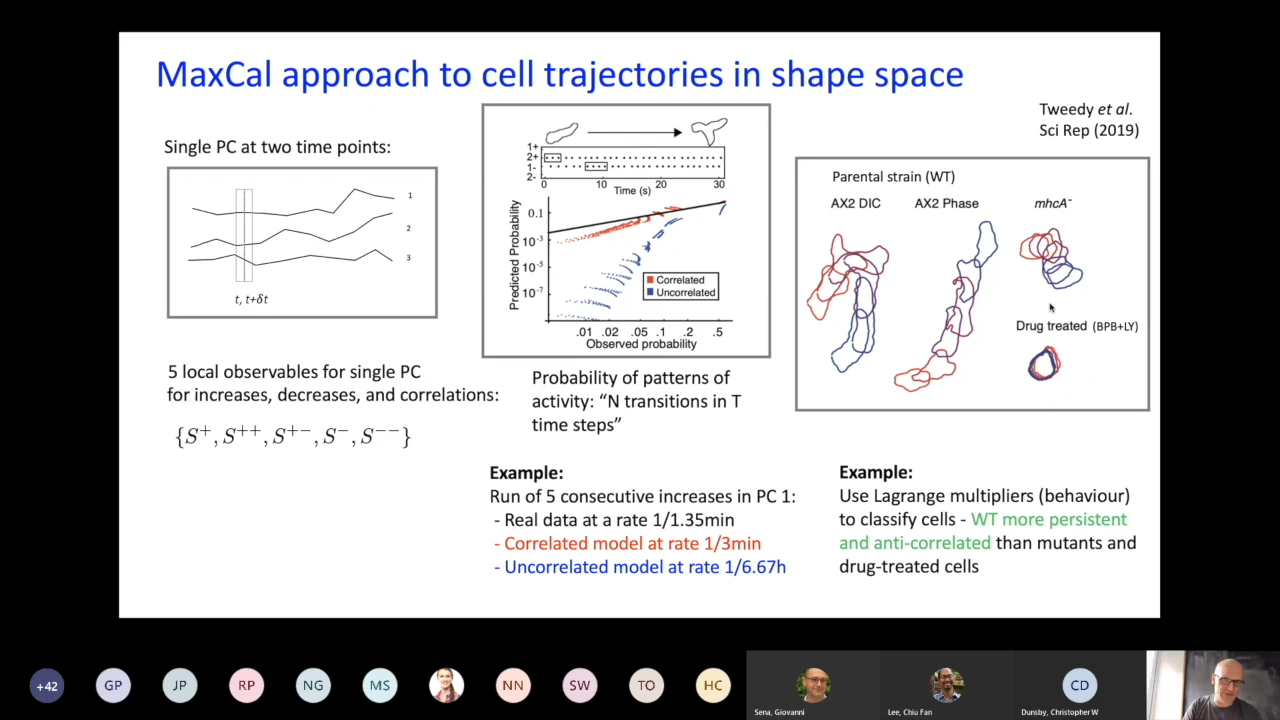 MaxCal approach to cell trajectories in shape space
Tweedy et al.
Sci Rep (2019)
Single PC at two time points:
1
2
3
t, t+δt
5 local observables for single PC
for increases, decreases, and correlations:
{S⁺, S⁺⁺, S⁺⁻, S⁻, S⁻⁻}
1+
2+
1-
2-
0 10 20 30
Time (s)
Predicted Probability
0.1
10⁻³
10⁻⁵
10⁻⁷
Correlated
Uncorrelated
.01 .02 .05 .1 .2 .5
Observed probability
Probability of patterns of
activity: “N transitions in T
time steps”
Example:
Run of 5 consecutive increases in PC 1:
- Real data at a rate 1/1.35min
- Correlated model at rate 1/3min
- Uncorrelated model at rate 1/6.67h
Parental strain (WT)
AX2 DIC AX2 Phase mhcA⁻
Drug treated (BPB+LY)
Example:
Use Lagrange multipliers (behaviour)
to classify cells - WT more persistent
and anti-correlated than mutants and
drug-treated cells
+42 GP JP RP NG MS NN SW TO HC CD
Sena, Giovanni Lee, Chiu Fan Dunsby, Christopher W